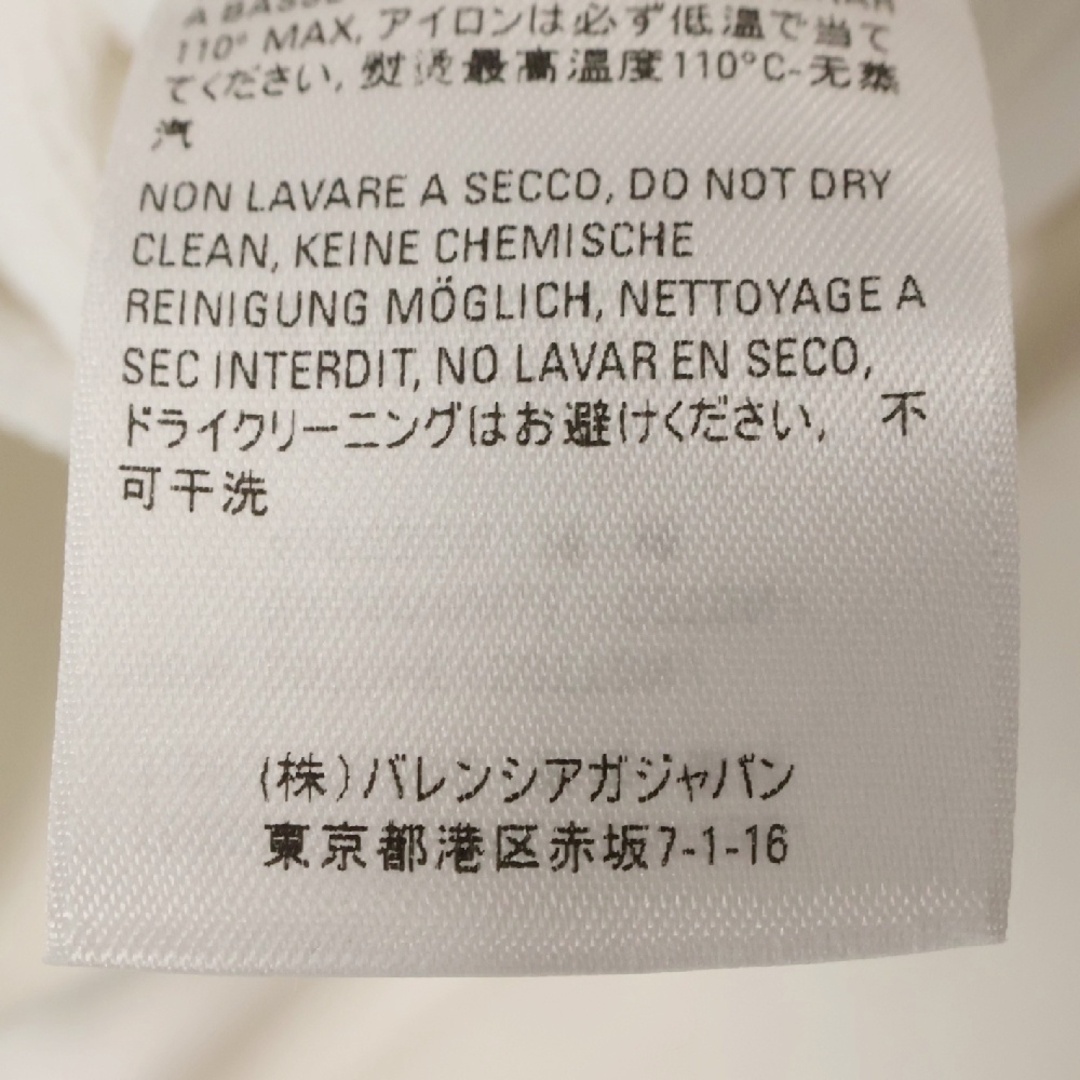 A BASS
110° MAX, アイロンは必ず低温で当て
てください, 熨烫最高温度110°C-无蒸
汽
NON LAVARE A SECCO, DO NOT DRY
CLEAN, KEINE CHEMISCHE
REINIGUNG MÖGLICH, NETTOYAGE A
SEC INTERDIT, NO LAVAR EN SECO,
ドライクリーニングはお避けください, 不
可干洗
(株)バレンシアガジャパン
東京都港区赤坂7-1-16